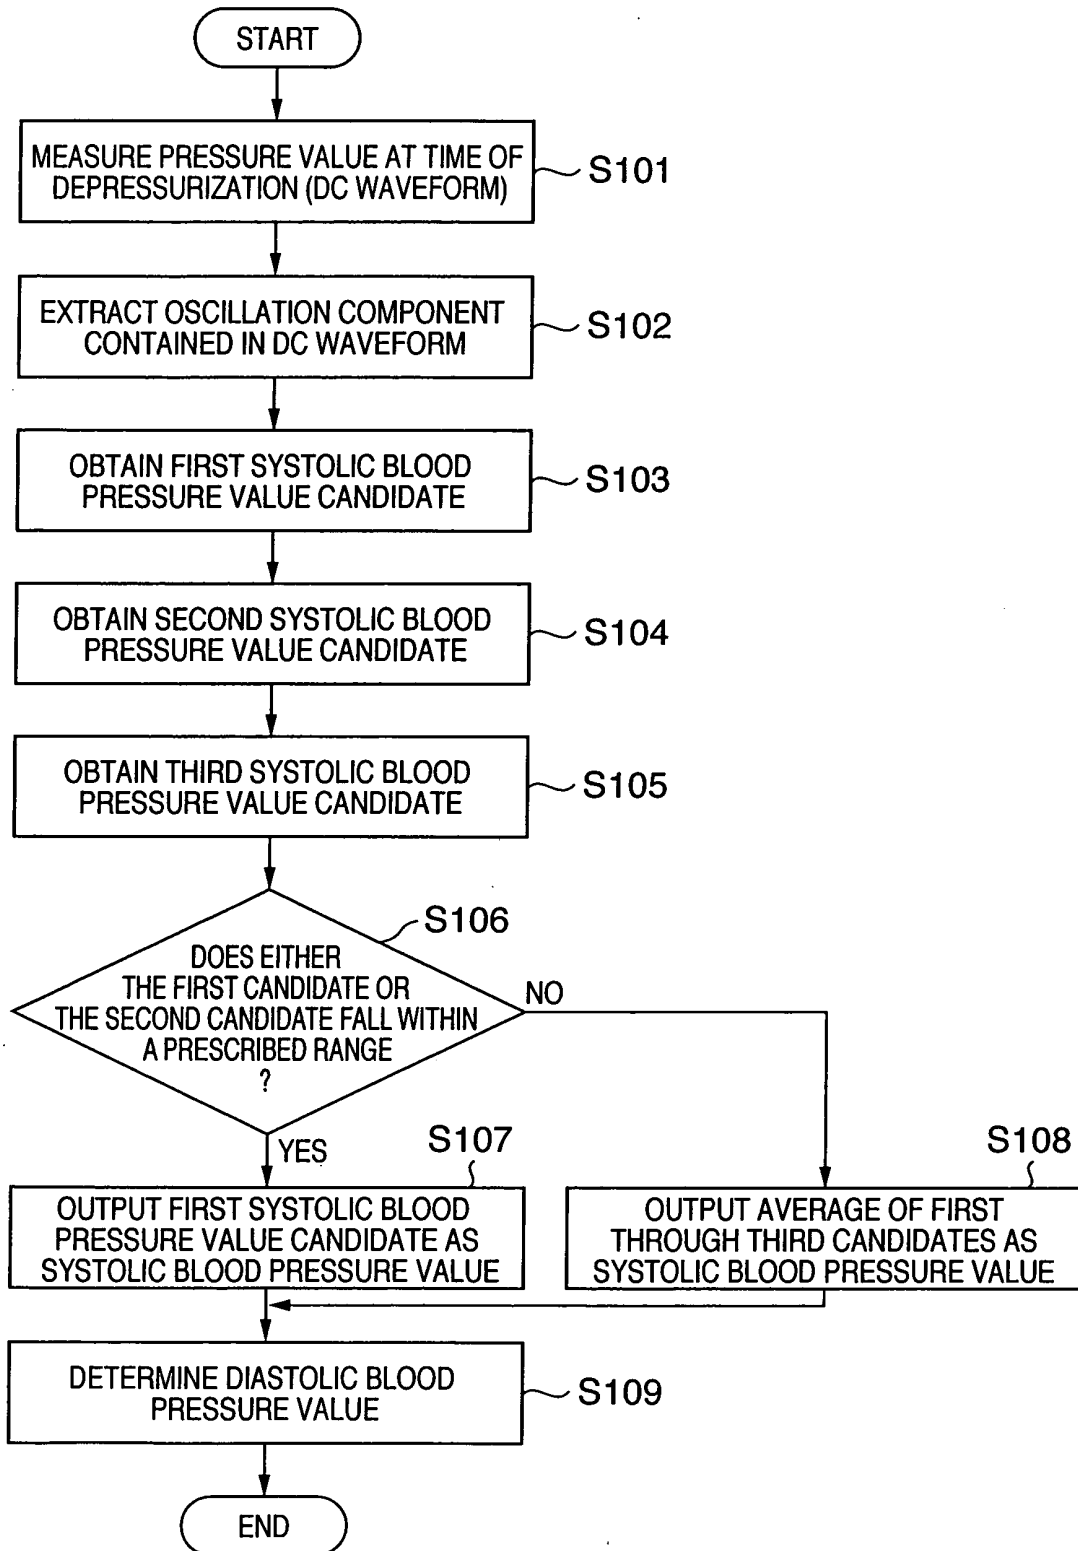 START
MEASURE PRESSURE VALUE AT TIME OF
DEPRESSURIZATION (DC WAVEFORM)
S101
EXTRACT OSCILLATION COMPONENT
CONTAINED IN DC WAVEFORM
S102
OBTAIN FIRST SYSTOLIC BLOOD
PRESSURE VALUE CANDIDATE
S103
OBTAIN SECOND SYSTOLIC BLOOD
PRESSURE VALUE CANDIDATE
S104
OBTAIN THIRD SYSTOLIC BLOOD
PRESSURE VALUE CANDIDATE
S105
S106
DOES EITHER
THE FIRST CANDIDATE OR
THE SECOND CANDIDATE FALL WITHIN
A PRESCRIBED RANGE
?
NO
YES
S107
OUTPUT FIRST SYSTOLIC BLOOD
PRESSURE VALUE CANDIDATE AS
SYSTOLIC BLOOD PRESSURE VALUE
S108
OUTPUT AVERAGE OF FIRST
THROUGH THIRD CANDIDATES AS
SYSTOLIC BLOOD PRESSURE VALUE
DETERMINE DIASTOLIC BLOOD
PRESSURE VALUE
S109
END